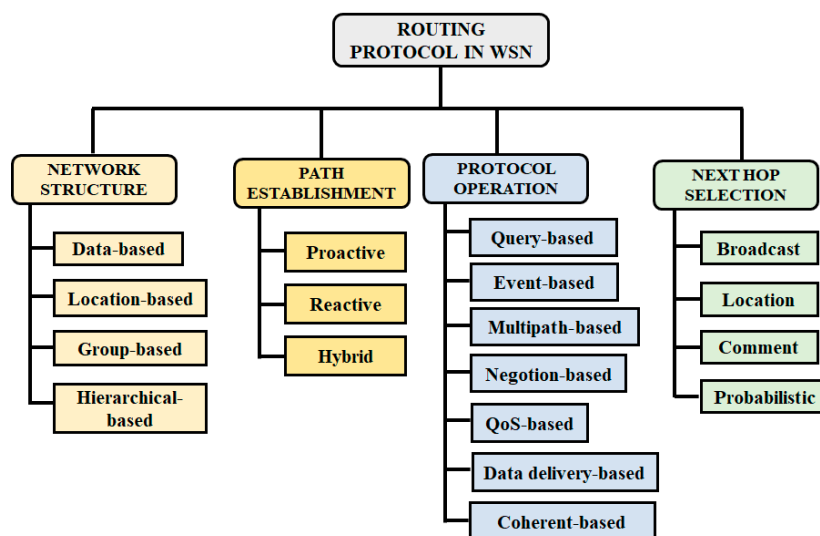 ROUTING
PROTOCOL IN WSN
NETWORK
STRUCTURE
Data-based
Location-based
Group-based
Hierarchical-
based
PATH
ESTABLISHMENT
Proactive
Reactive
Hybrid
PROTOCOL
OPERATION
Query-based
Event-based
Multipath-based
Negotion-based
QoS-based
Data delivery-based
Coherent-based
NEXT HOP
SELECTION
Broadcast
Location
Comment
Probabilistic